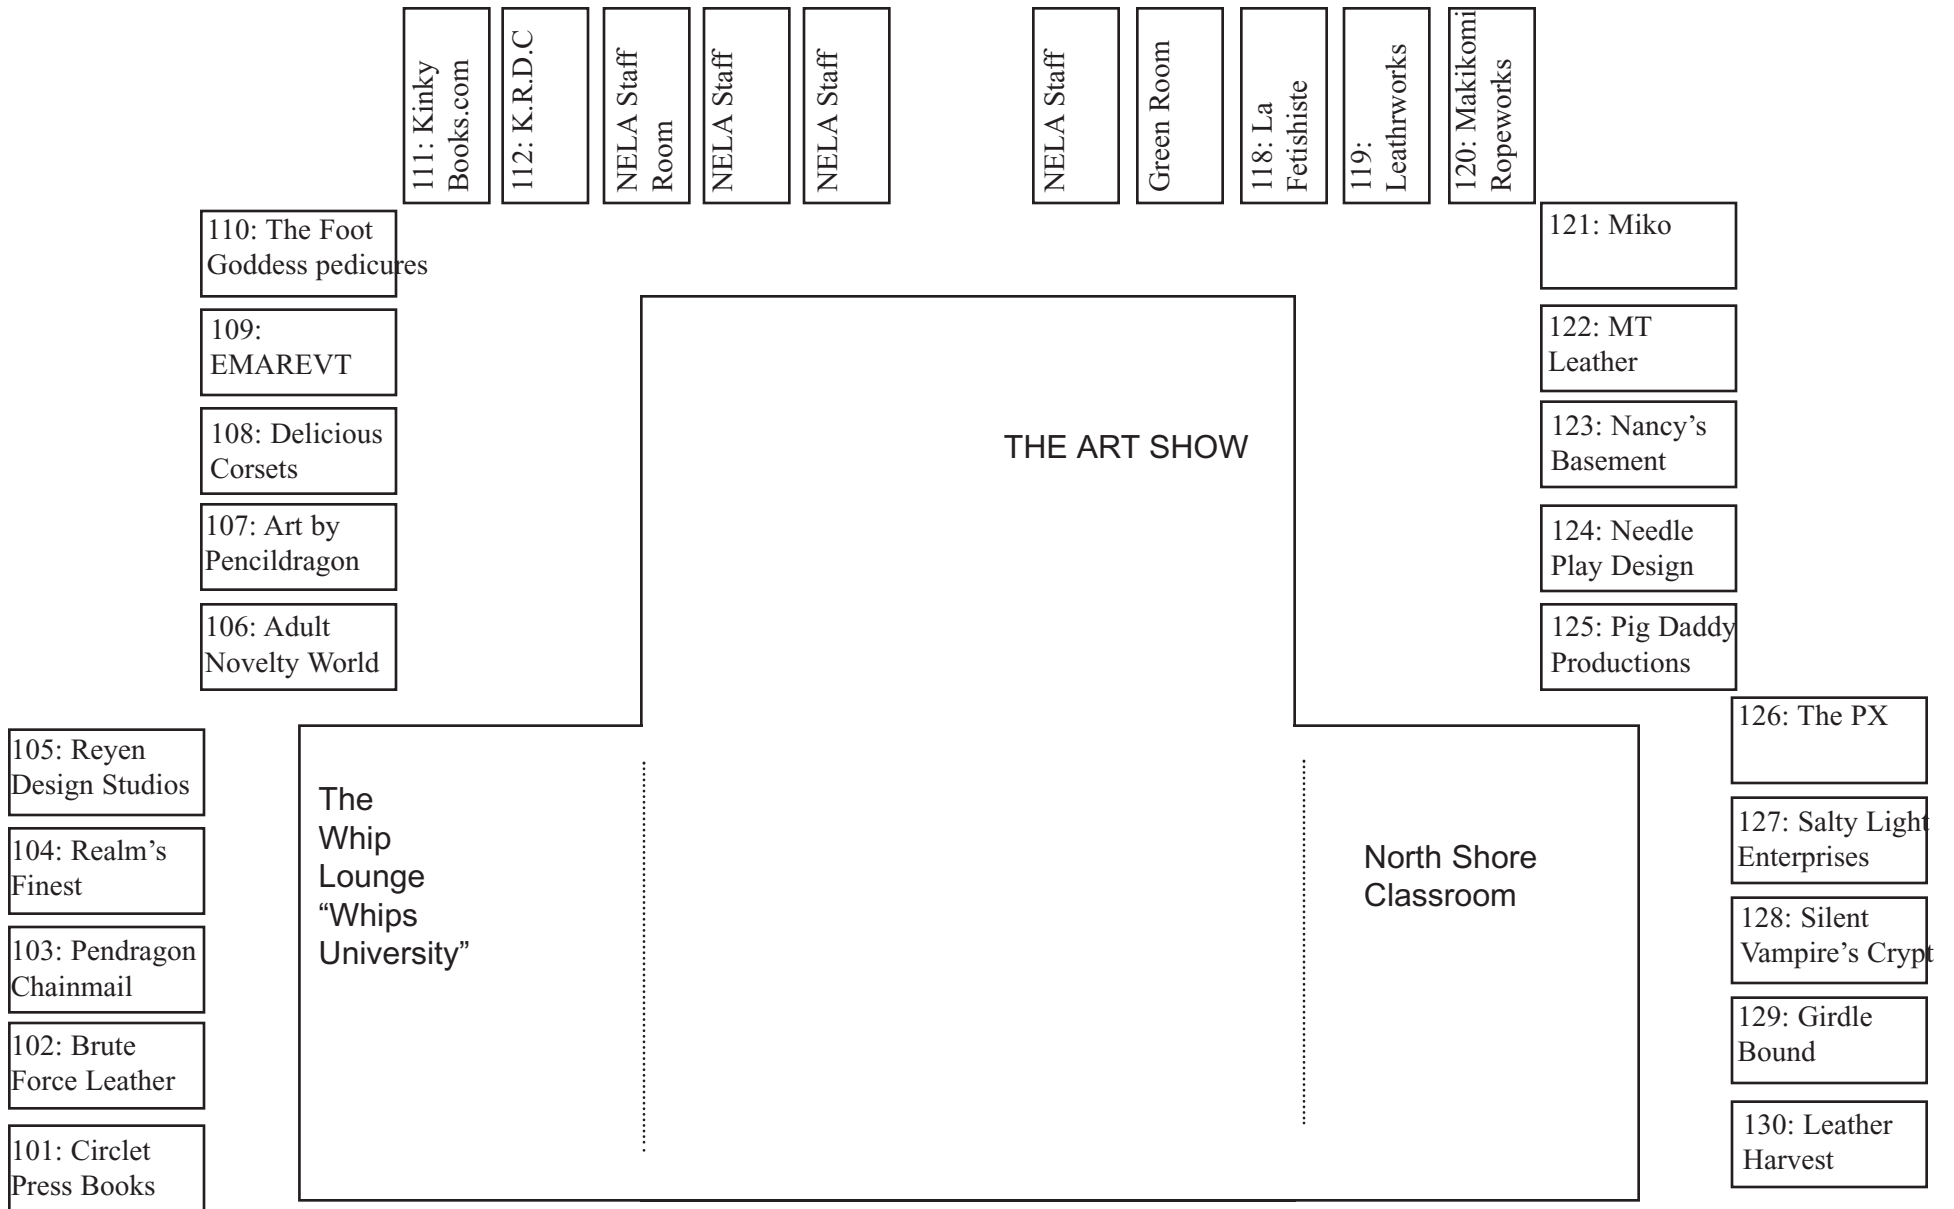 111: Kinky
Books.com
112: K.R.D.C
NELA Staff
Room
NELA Staff
NELA Staff
NELA Staff
Green Room
118: La
Fetishiste
119:
Leathrworks
120: Makikomi
Ropeworks
110: The Foot
Goddess pedicures
109:
EMAREVT
108: Delicious
Corsets
107: Art by
Pencildragon
106: Adult
Novelty World
105: Reyen
Design Studios
104: Realm’s
Finest
103: Pendragon
Chainmail
102: Brute
Force Leather
101: Circlet
Press Books
THE ART SHOW
The
Whip
Lounge
“Whips
University”
North Shore
Classroom
121: Miko
122: MT
Leather
123: Nancy’s
Basement
124: Needle
Play Design
125: Pig Daddy
Productions
126: The PX
127: Salty Light
Enterprises
128: Silent
Vampire’s Crypt
129: Girdle
Bound
130: Leather
Harvest